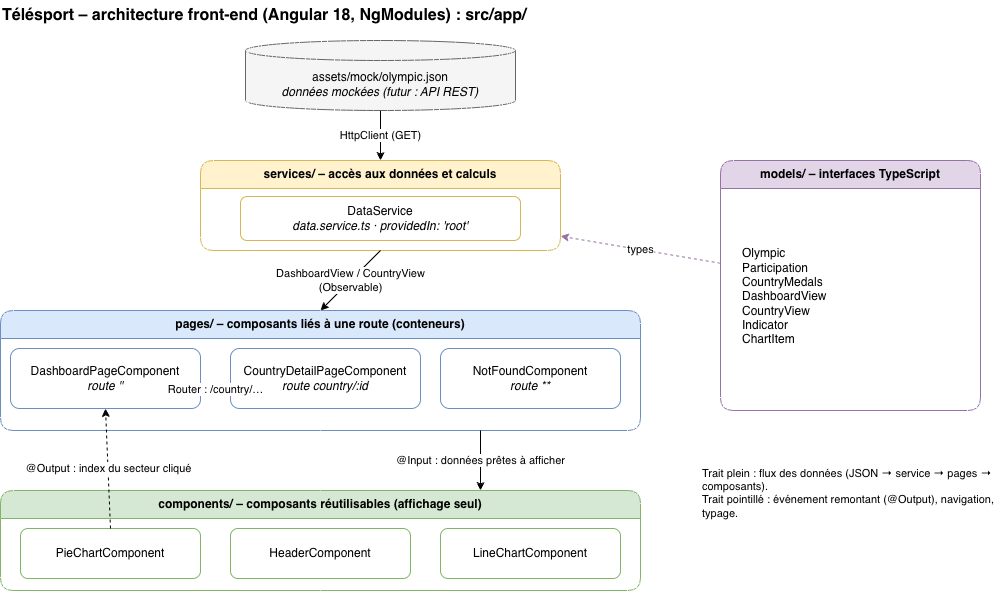 Télésport – architecture front-end (Angular 18, NgModules) : src/app/
assets/mock/olympic.json
données mockées (futur : API REST)
HttpClient (GET)
services/ – accès aux données et calculs
DataService
data.service.ts · providedIn: 'root'
models/ – interfaces TypeScript
Olympic
Participation
CountryMedals
DashboardView
CountryView
Indicator
ChartItem
types
DashboardView / CountryView
(Observable)
pages/ – composants liés à une route (conteneurs)
DashboardPageComponent
route ''
Router : /country/…
CountryDetailPageComponent
route country/:id
NotFoundComponent
route **
@Output : index du secteur cliqué
@Input : données prêtes à afficher
components/ – composants réutilisables (affichage seul)
PieChartComponent
HeaderComponent
LineChartComponent
Trait plein : flux des données (JSON → service → pages →
composants).
Trait pointillé : événement remontant (@Output), navigation,
typage.